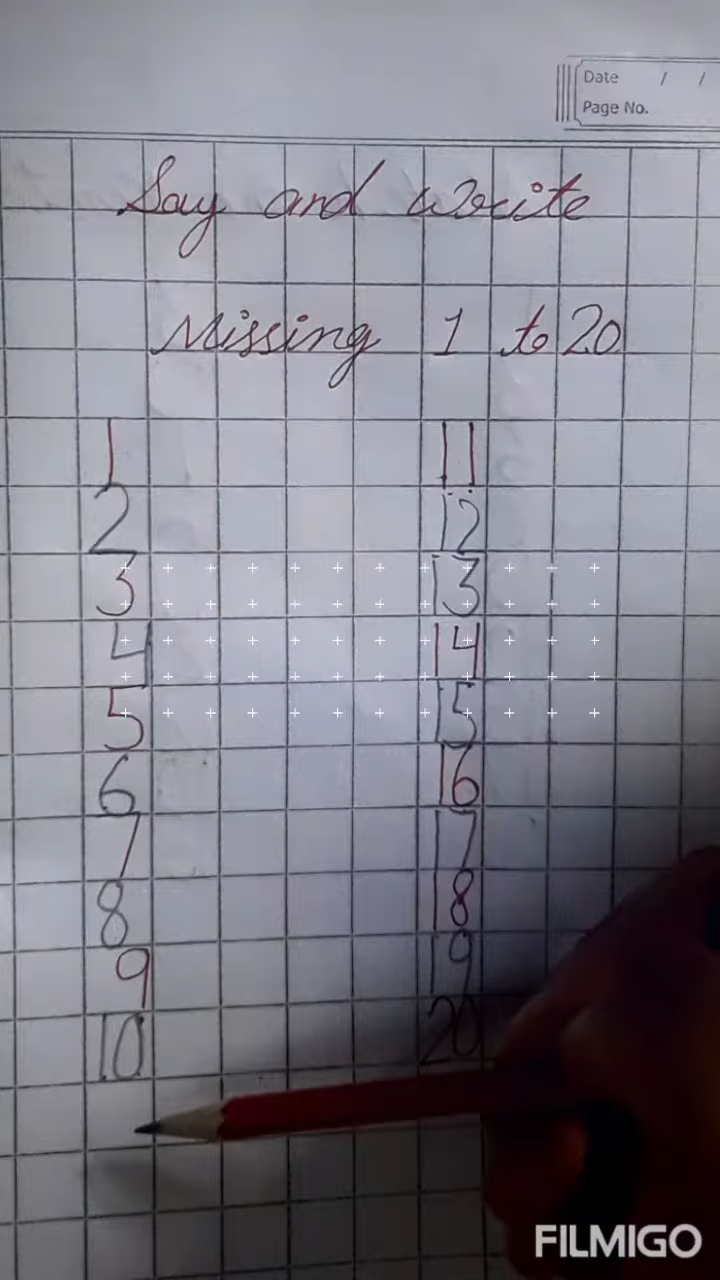 Date / /
Page No.
Say and Write
Missing 1 to 20
1 11
2 12
3 13
4 14
5 15
6 16
7 17
8 18
9 19
10 20
FILMIGO